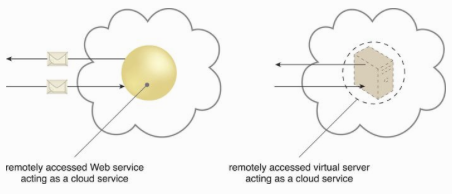 remotely accessed Web service
acting as a cloud service
remotely accessed virtual server
acting as a cloud service